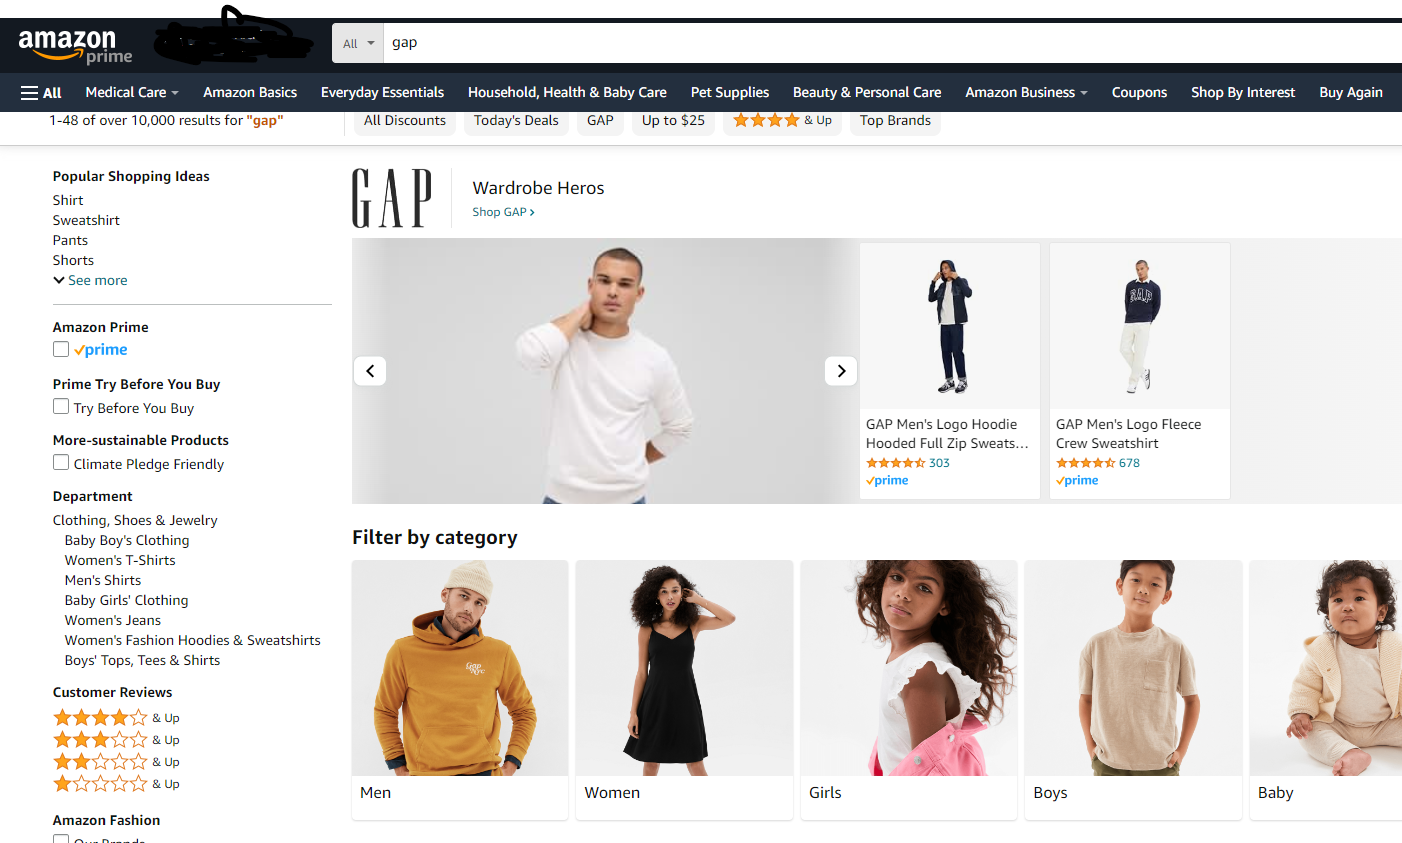 amazon
prime
All
gap
All
Medical Care
Amazon Basics
Everyday Essentials
Household, Health & Baby Care
Pet Supplies
Beauty & Personal Care
Amazon Business
Coupons
Shop By Interest
Buy Again
1-48 of over 10,000 results for "gap"
All Discounts
Today's Deals
GAP
Up to $25
& Up
Top Brands
Popular Shopping Ideas
Shirt
Sweatshirt
Pants
Shorts
See more
Amazon Prime
prime
Prime Try Before You Buy
Try Before You Buy
More-sustainable Products
Climate Pledge Friendly
Department
Clothing, Shoes & Jewelry
Baby Boy's Clothing
Women's T-Shirts
Men's Shirts
Baby Girls' Clothing
Women's Jeans
Women's Fashion Hoodies & Sweatshirts
Boys' Tops, Tees & Shirts
Customer Reviews
& Up
& Up
& Up
& Up
Amazon Fashion
Our Brands
GAP
Wardrobe Heros
Shop GAP
GAP Men's Logo Hoodie
Hooded Full Zip Sweats...
303
prime
GAP
GAP Men's Logo Fleece
Crew Sweatshirt
678
prime
Filter by category
Gap
NYC
Men
Women
Girls
Boys
Baby